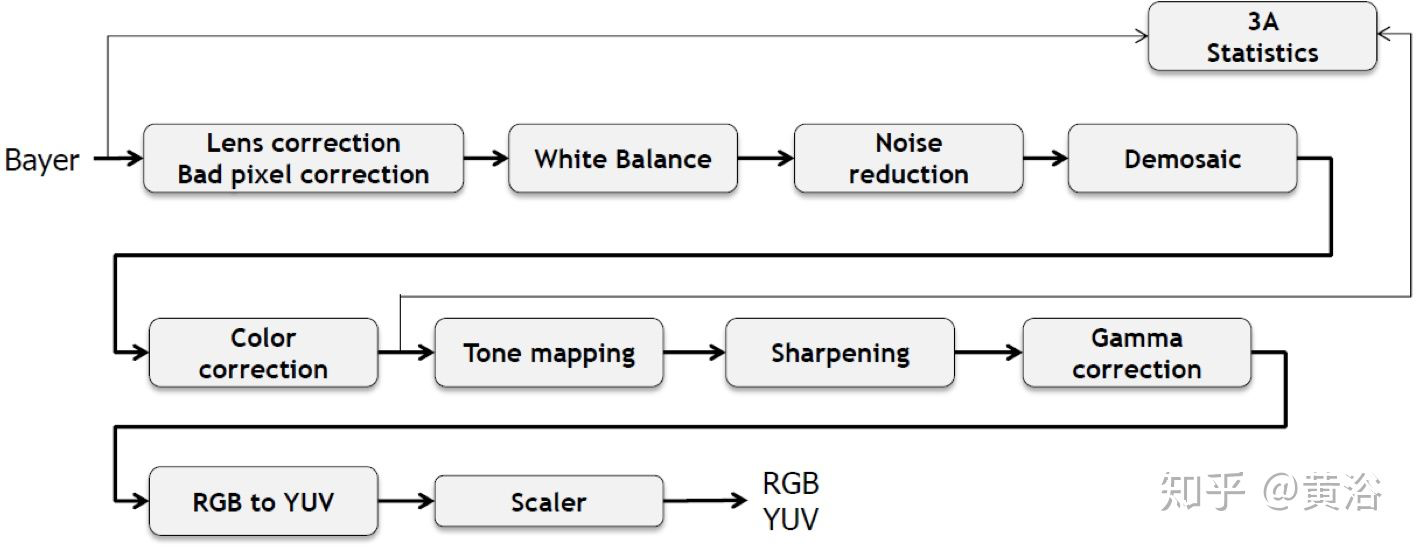 3A
Statistics
Bayer
Lens correction
Bad pixel correction
White Balance
Noise
reduction
Demosaic
Color
correction
Tone mapping
Sharpening
Gamma
correction
RGB to YUV
Scaler
RGB
YUV
知乎 @黄浴